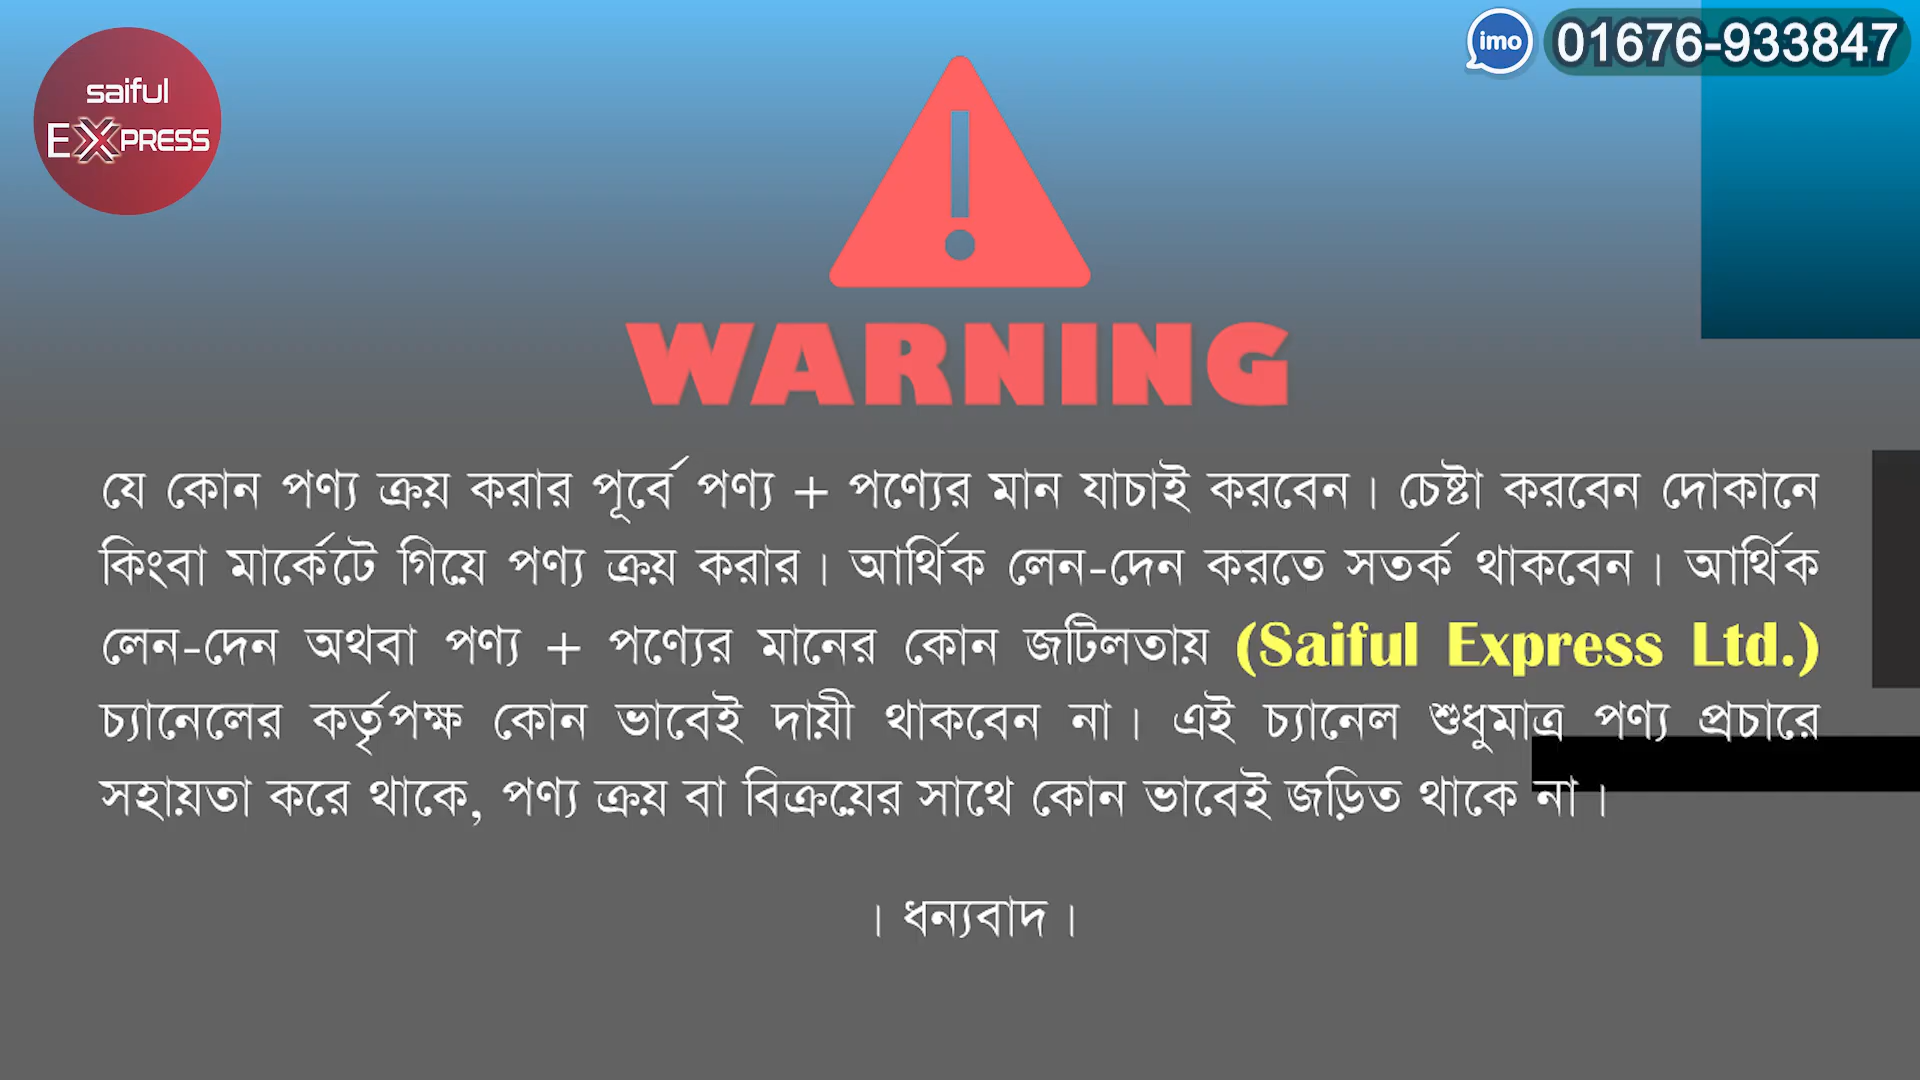 saiful
EXPRESS
imo 01676-933847
WARNING
যে কোন পণ্য ক্রয় করার পূর্বে পণ্য + পণ্যের মান যাচাই করবেন। চেষ্টা করবেন দোকানে
কিংবা মার্কেটে গিয়ে পণ্য ক্রয় করার। আর্থিক লেন-দেন করতে সতর্ক থাকবেন। আর্থিক
লেন-দেন অথবা পণ্য + পণ্যের মানের কোন জটিলতায় (Saiful Express Ltd.)
চ্যানেলের কর্তৃপক্ষ কোন ভাবেই দায়ী থাকবেন না। এই চ্যানেল শুধুমাত্র পণ্য প্রচারে
সহায়তা করে থাকে, পণ্য ক্রয় বা বিক্রয়ের সাথে কোন ভাবেই জড়িত থাকে না।
। ধন্যবাদ।